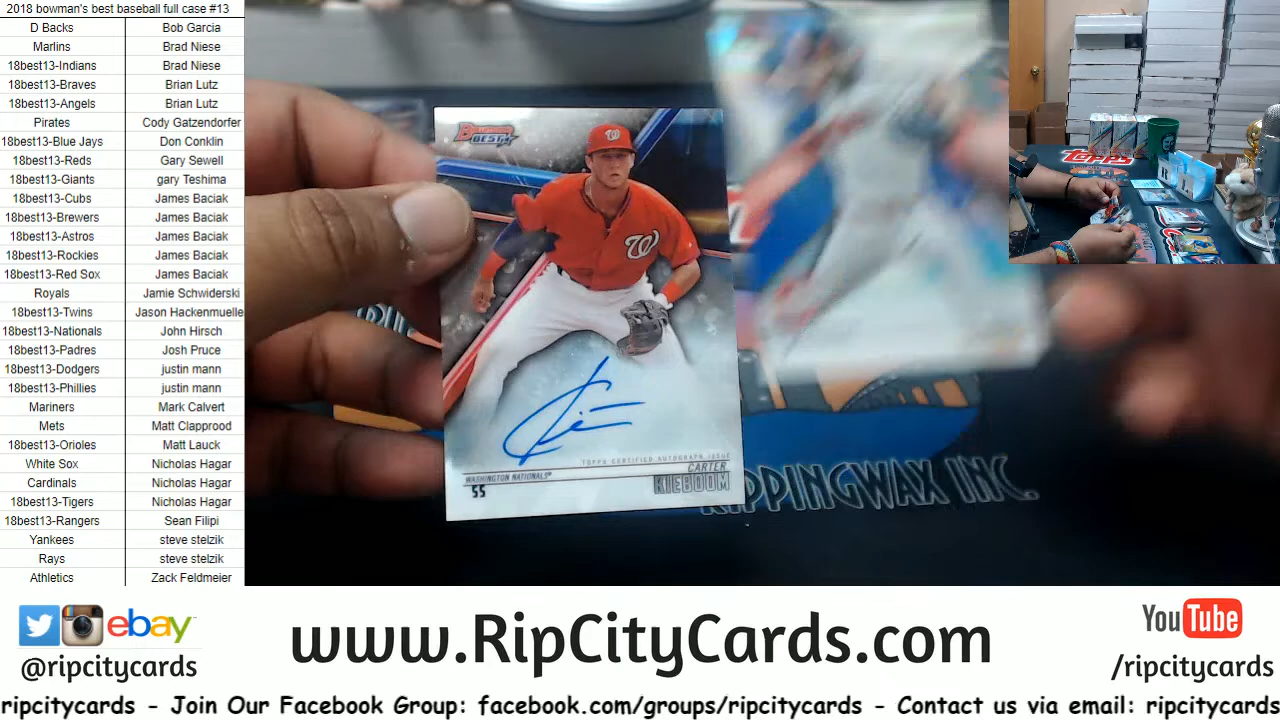 2018 bowman's best baseball full case #13
D Backs Bob Garcia
Marlins Brad Niese
18best13-Indians Brad Niese
18best13-Braves Brian Lutz
18best13-Angels Brian Lutz
Pirates Cody Gatzendorfer
18best13-Blue Jays Don Conklin
18best13-Reds Gary Sewell
18best13-Giants gary Teshima
18best13-Cubs James Baciak
18best13-Brewers James Baciak
18best13-Astros James Baciak
18best13-Rockies James Baciak
18best13-Red Sox James Baciak
Royals Jamie Schwiderski
18best13-Twins Jason Hackenmuelle
18best13-Nationals John Hirsch
18best13-Padres Josh Pruce
18best13-Dodgers justin mann
18best13-Phillies justin mann
Mariners Mark Calvert
Mets Matt Clapprood
18best13-Orioles Matt Lauck
White Sox Nicholas Hagar
Cardinals Nicholas Hagar
18best13-Tigers Nicholas Hagar
18best13-Rangers Sean Filipi
Yankees steve stelzik
Rays steve stelzik
Athletics Zack Feldmeier
BOWMAN'S
BEST
W
W
TOPPS CERTIFIED AUTOGRAPH ISSUE
WASHINGTON NATIONALS® CARTER
SS KIEBOOM
RIPPINGWAX INC.
TOPPS
ebay
@ripcitycards
www.RipCityCards.com
YouTube
/ripcitycards
ripcitycards - Join Our Facebook Group: facebook.com/groups/ripcitycards - Contact us via email: ripcitycards